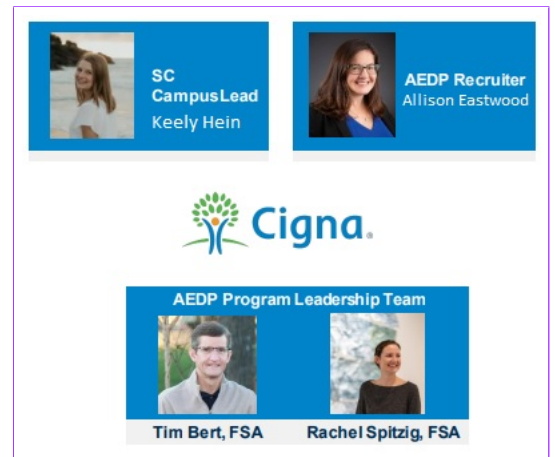 SC
CampusLead
Keely Hein
AEDP Recruiter
Allison Eastwood
Cigna®
AEDP Program Leadership Team
Tim Bert, FSA
Rachel Spitzig, FSA